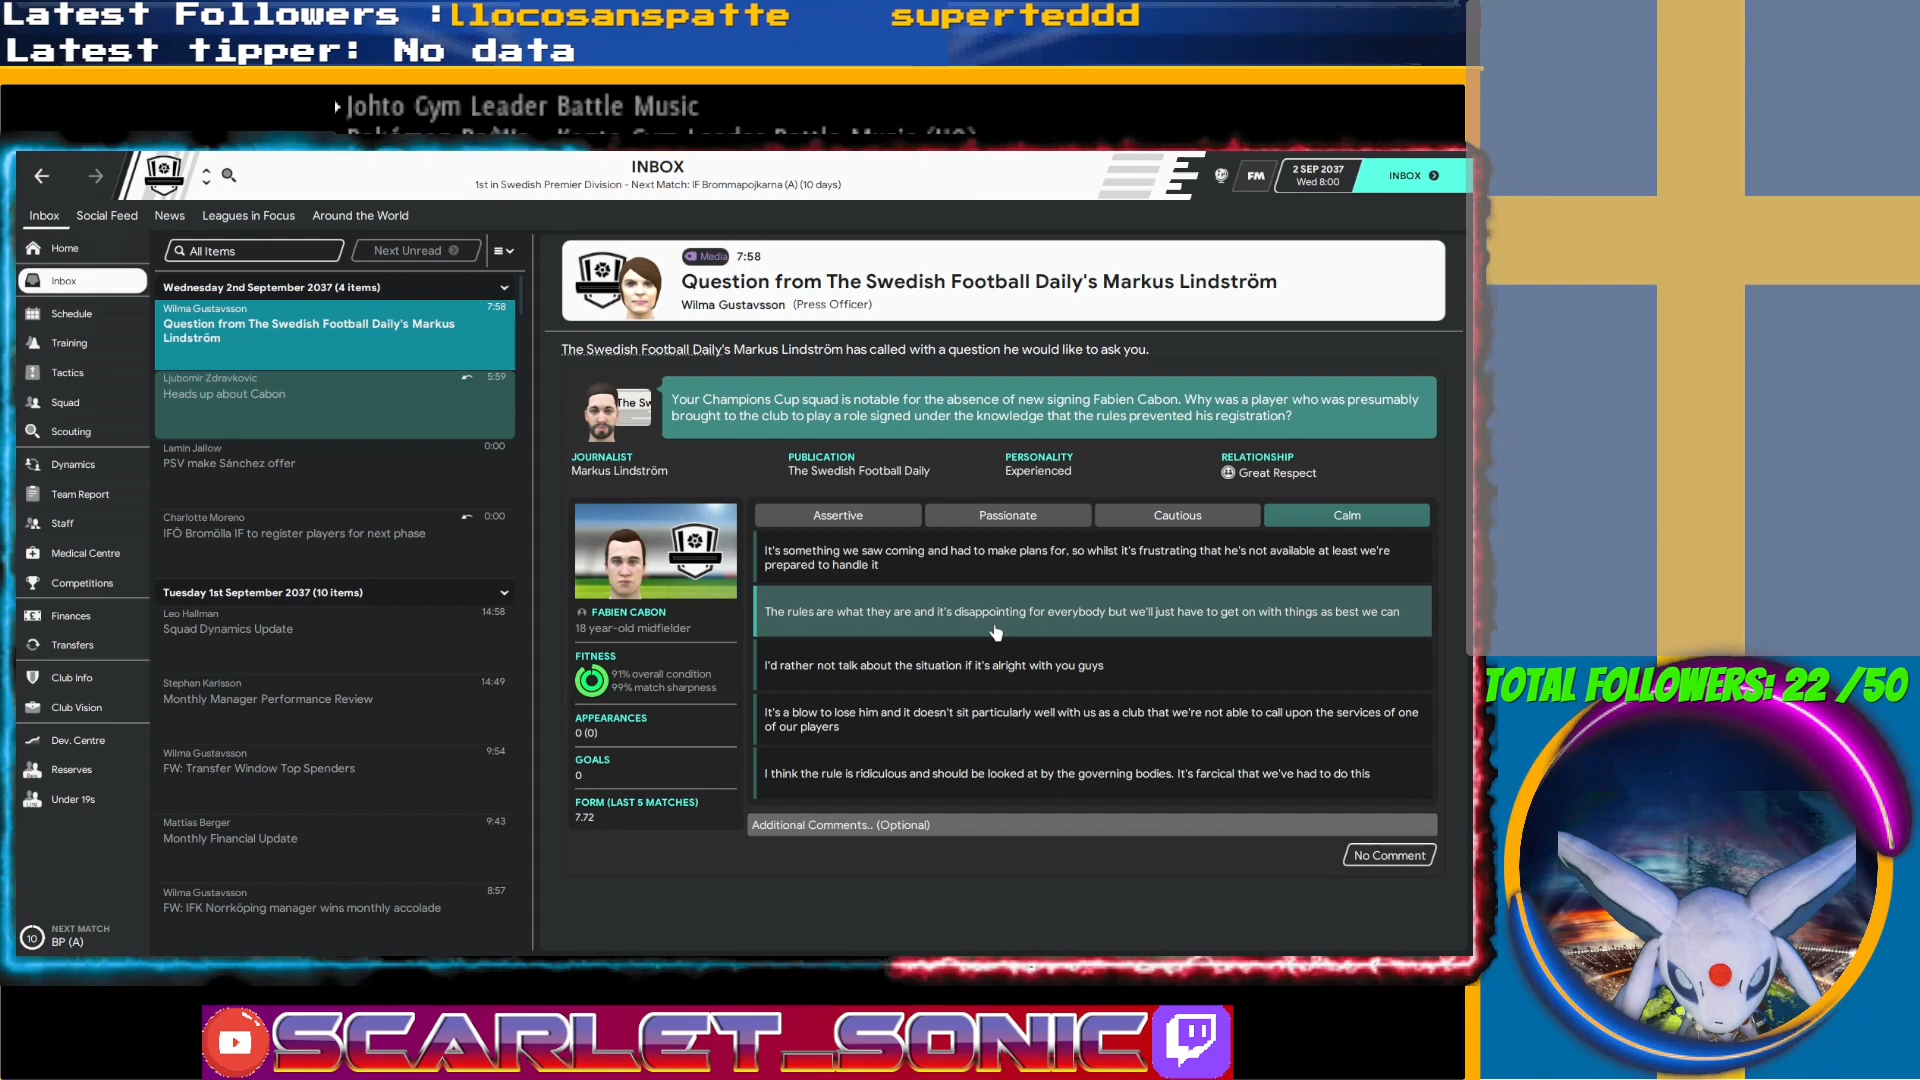 Latest Followers :llocosanspatte superteddd
Latest tipper: No data
Johto Gym Leader Battle Music
INBOX
1st in Swedish Premier Division - Next Match: IF Brommapojkarna (A) (10 days)
FM
2 SEP 2037
Wed 8:00
INBOX
Inbox
Social Feed
News
Leagues in Focus
Around the World
Home
Inbox
Schedule
Training
Tactics
Squad
Scouting
Dynamics
Team Report
Staff
Medical Centre
Competitions
Finances
Transfers
Club Info
Club Vision
Dev. Centre
Reserves
Under 19s
10
NEXT MATCH
BP (A)
All Items
Next Unread
Wednesday 2nd September 2037 (4 items)
Wilma Gustavsson 7:58
Question from The Swedish Football Daily's Markus
Lindström
Ljubomir Zdravkovic 5:59
Heads up about Cabon
Lamin Jallow 0:00
PSV make Sánchez offer
Charlotte Moreno 0:00
IFÖ Bromölla IF to register players for next phase
Tuesday 1st September 2037 (10 items)
Leo Hallman 14:58
Squad Dynamics Update
Stephan Karlsson 14:49
Monthly Manager Performance Review
Wilma Gustavsson 9:54
FW: Transfer Window Top Spenders
Mattias Berger 9:43
Monthly Financial Update
Wilma Gustavsson 8:57
FW: IFK Norrköping manager wins monthly accolade
Media 7:58
Question from The Swedish Football Daily's Markus Lindström
Wilma Gustavsson (Press Officer)
The Swedish Football Daily's Markus Lindström has called with a question he would like to ask you.
The Sw
Your Champions Cup squad is notable for the absence of new signing Fabien Cabon. Why was a player who was presumably
brought to the club to play a role signed under the knowledge that the rules prevented his registration?
JOURNALIST
Markus Lindström
PUBLICATION
The Swedish Football Daily
PERSONALITY
Experienced
RELATIONSHIP
Great Respect
FABIEN CABON
18 year-old midfielder
FITNESS
91% overall condition
99% match sharpness
APPEARANCES
0 (0)
GOALS
0
FORM (LAST 5 MATCHES)
7.72
Assertive
Passionate
Cautious
Calm
It's something we saw coming and had to make plans for, so whilst it's frustrating that he's not available at least we're
prepared to handle it
The rules are what they are and it's disappointing for everybody but we'll just have to get on with things as best we can
I'd rather not talk about the situation if it's alright with you guys
It's a blow to lose him and it doesn't sit particularly well with us as a club that we're not able to call upon the services of one
of our players
I think the rule is ridiculous and should be looked at by the governing bodies. It's farcical that we've had to do this
Additional Comments.. (Optional)
No Comment
TOTAL FOLLOWERS: 22 /50
SCARLET_SONIC